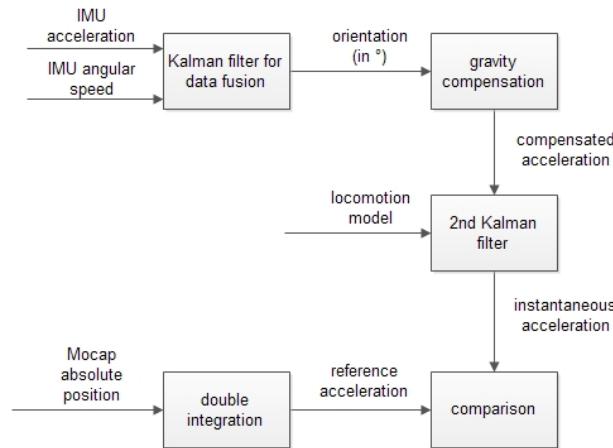 IMU
acceleration
IMU angular
speed
Kalman filter for
data fusion
orientation
(in °)
gravity
compensation
compensated
acceleration
locomotion
model
2nd Kalman
filter
instantaneous
acceleration
Mocap
absolute
position
double
integration
reference
acceleration
comparison